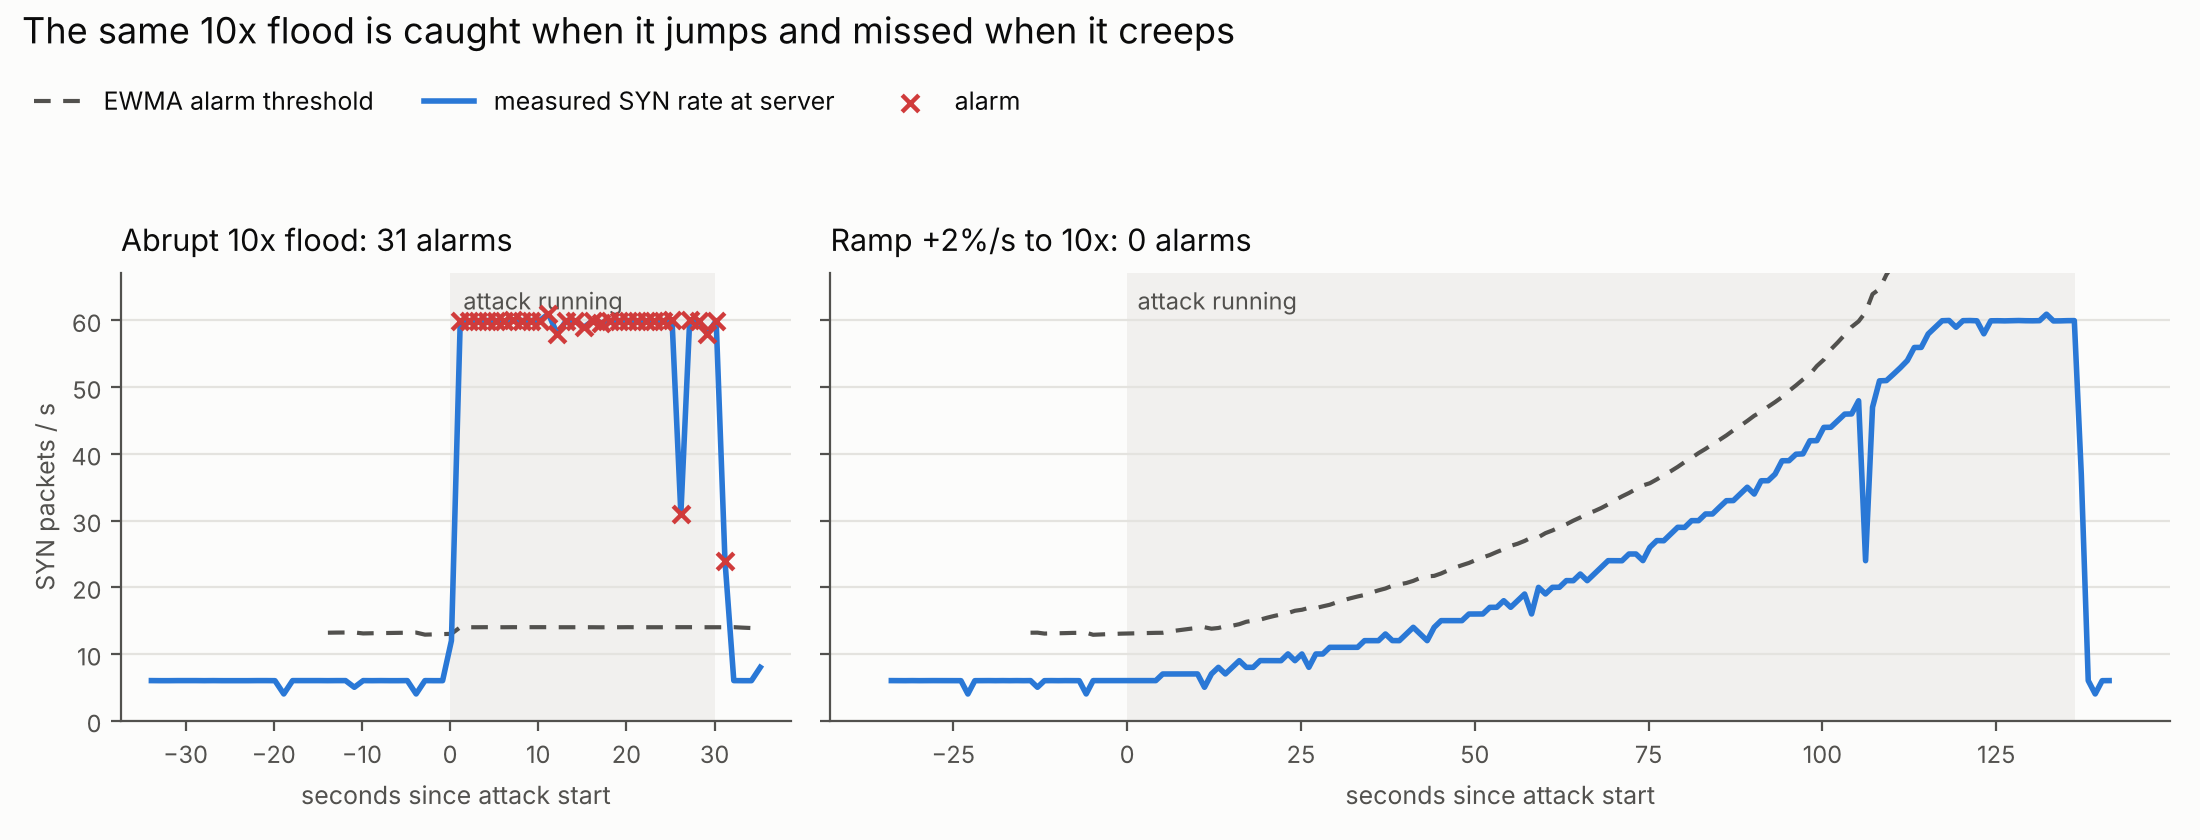 The same 10x flood is caught when it jumps and missed when it creeps
EWMA alarm threshold
measured SYN rate at server
alarm
Abrupt 10x flood: 31 alarms
attack running
SYN packets / s
60
50
40
30
20
10
0
−30 −20 −10 0 10 20 30
seconds since attack start
Ramp +2%/s to 10x: 0 alarms
attack running
−25 0 25 50 75 100 125
seconds since attack start